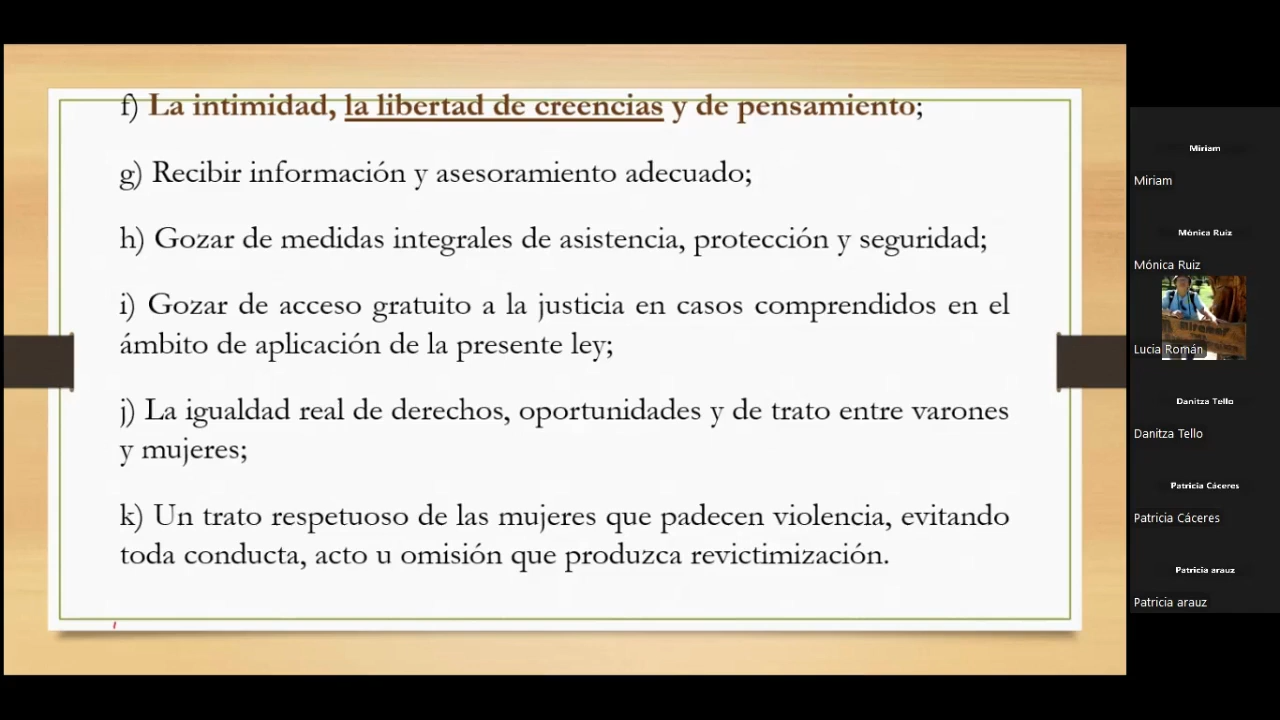 f) La intimidad, la libertad de creencias y de pensamiento;
g) Recibir información y asesoramiento adecuado;
h) Gozar de medidas integrales de asistencia, protección y seguridad;
i) Gozar de acceso gratuito a la justicia en casos comprendidos en el
ámbito de aplicación de la presente ley;
j) La igualdad real de derechos, oportunidades y de trato entre varones
y mujeres;
k) Un trato respetuoso de las mujeres que padecen violencia, evitando
toda conducta, acto u omisión que produzca revictimización.
Miriam
Miriam
Mónica Ruiz
Mónica Ruiz
Lucia Román
Danitza Tello
Danitza Tello
Patricia Cáceres
Patricia Cáceres
Patricia arauz
Patricia arauz